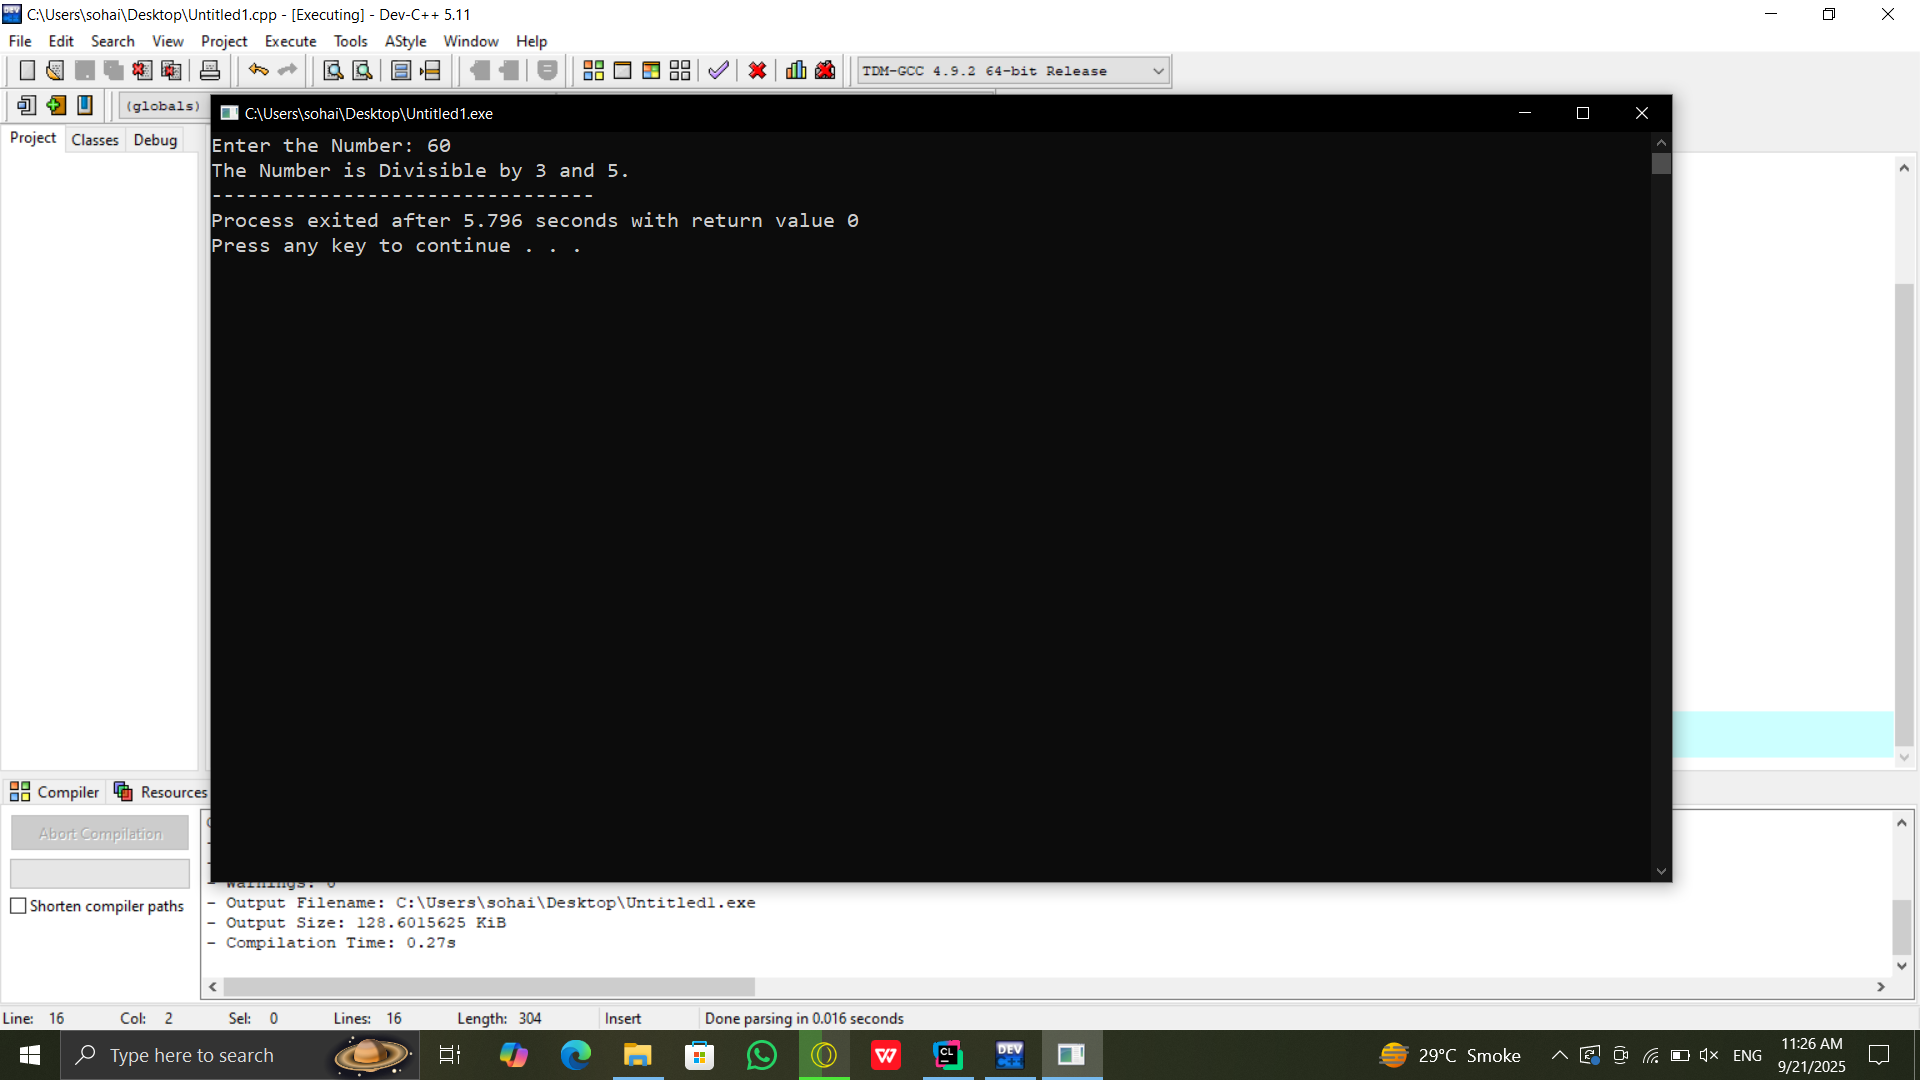 C:\Users\sohai\Desktop\Untitled1.cpp - [Executing] - Dev-C++ 5.11
File Edit Search View Project Execute Tools AStyle Window Help
TDM-GCC 4.9.2 64-bit Release
(globals)
C:\Users\sohai\Desktop\Untitled1.exe
Project Classes Debug
Enter the Number: 60
The Number is Divisible by 3 and 5.
--------------------------------
Process exited after 5.796 seconds with return value 0
Press any key to continue . . .
Compiler Resources
Abort Compilation
Shorten compiler paths
- Warnings: 0
- Output Filename: C:\Users\sohai\Desktop\Untitled1.exe
- Output Size: 128.6015625 KiB
- Compilation Time: 0.27s
Line: 16 Col: 2 Sel: 0 Lines: 16 Length: 304 Insert Done parsing in 0.016 seconds
Type here to search
CL
DEV C++
29°C Smoke
ENG
11:26 AM
9/21/2025